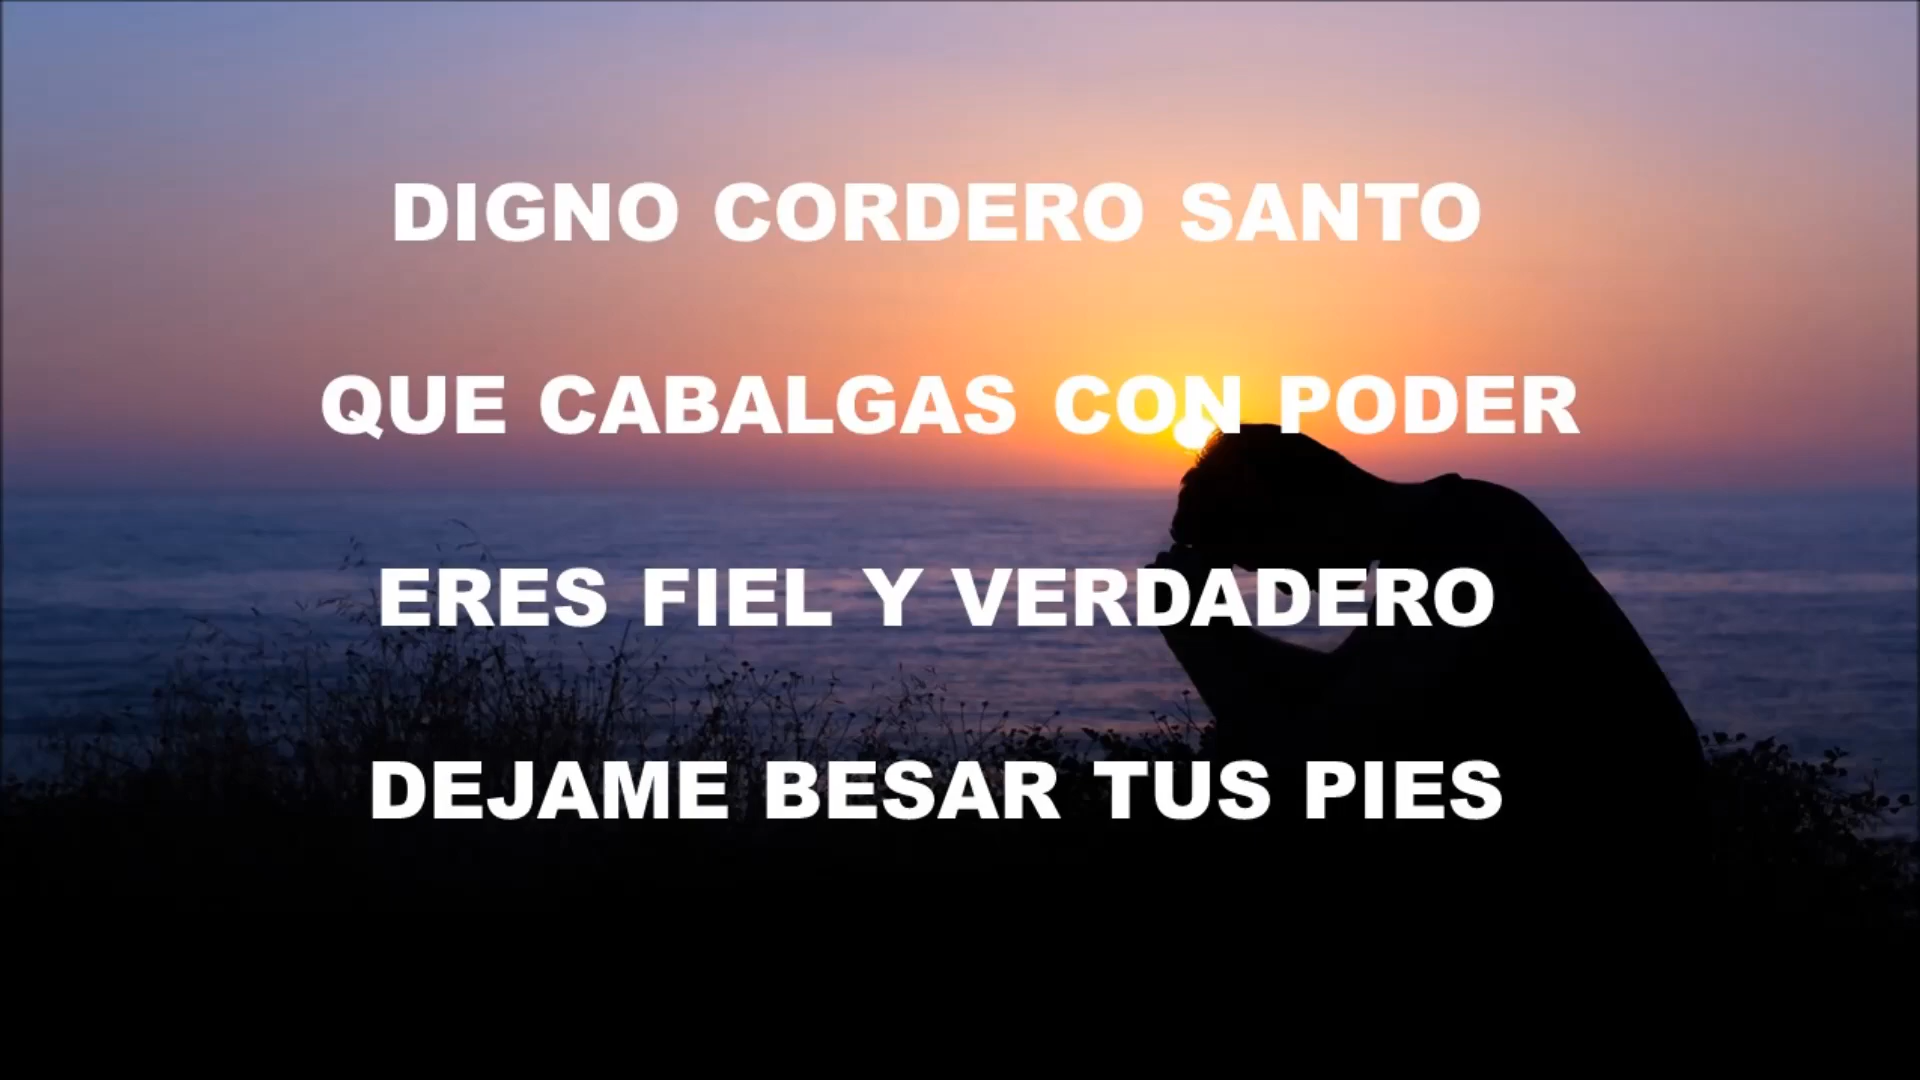 DIGNO CORDERO SANTO
QUE CABALGAS CON PODER
ERES FIEL Y VERDADERO
DEJAME BESAR TUS PIES